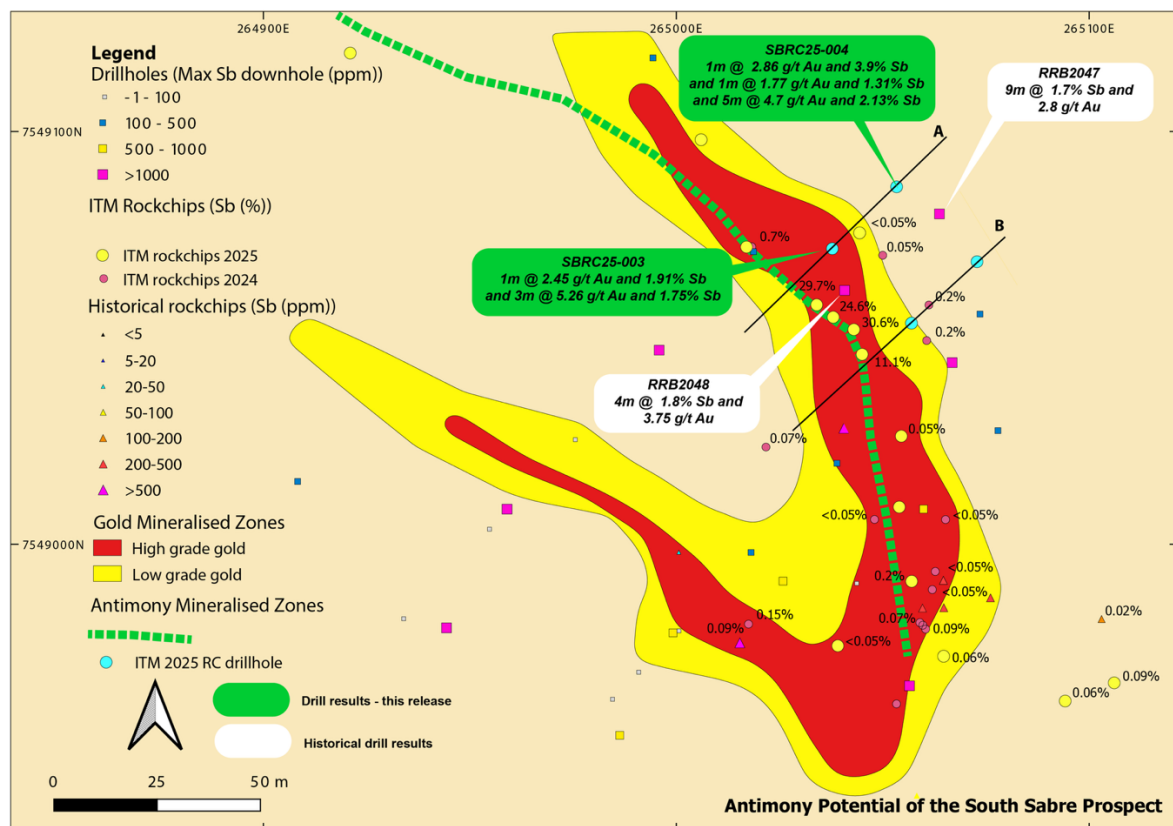 264900E
265000E
265100E
7549100N
7549000N
Legend
Drillholes (Max Sb downhole (ppm))
-1 - 100
100 - 500
500 - 1000
>1000
ITM Rockchips (Sb (%))
ITM rockchips 2025
ITM rockchips 2024
Historical rockchips (Sb (ppm))
<5
5-20
20-50
50-100
100-200
200-500
>500
Gold Mineralised Zones
High grade gold
Low grade gold
Antimony Mineralised Zones
ITM 2025 RC drillhole
Drill results - this release
Historical drill results
0 25 50 m
SBRC25-004
1m @ 2.86 g/t Au and 3.9% Sb
and 1m @ 1.77 g/t Au and 1.31% Sb
and 5m @ 4.7 g/t Au and 2.13% Sb
RRB2047
9m @ 1.7% Sb and
2.8 g/t Au
A
B
SBRC25-003
1m @ 2.45 g/t Au and 1.91% Sb
and 3m @ 5.26 g/t Au and 1.75% Sb
RRB2048
4m @ 1.8% Sb and
3.75 g/t Au
<0.05%
0.7%
0.05%
29.7%
24.6%
0.2%
30.6%
0.2%
11.1%
0.05%
0.07%
<0.05%
<0.05%
<0.05%
0.2%
<0.05%
0.15%
0.07%
0.09%
0.09%
<0.05%
0.06%
0.02%
0.09%
0.06%
Antimony Potential of the South Sabre Prospect